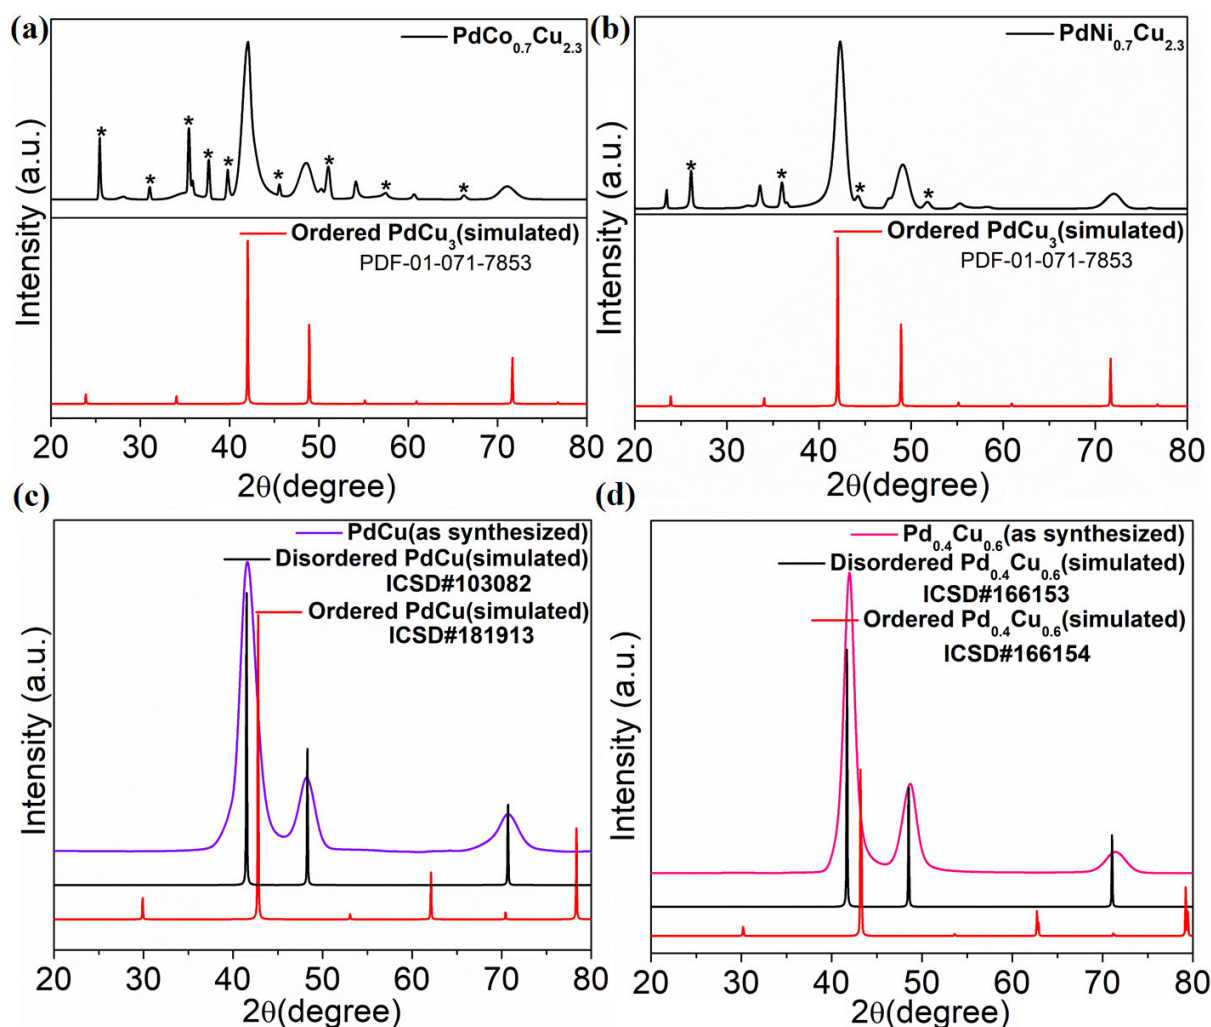 (a)
PdCo0.7Cu2.3
* * * * * * * * *
Ordered PdCu3(simulated)
PDF-01-071-7853
Intensity (a.u.)
20 30 40 50 60 70 80
2θ(degree)
(b)
PdNi0.7Cu2.3
* * * *
Ordered PdCu3(simulated)
PDF-01-071-7853
Intensity (a.u.)
20 30 40 50 60 70 80
2θ(degree)
(c)
PdCu(as synthesized)
Disordered PdCu(simulated)
ICSD#103082
Ordered PdCu(simulated)
ICSD#181913
Intensity (a.u.)
20 30 40 50 60 70 80
2θ(degree)
(d)
Pd0.4Cu0.6(as synthesized)
Disordered Pd0.4Cu0.6(simulated)
ICSD#166153
Ordered Pd0.4Cu0.6(simulated)
ICSD#166154
Intensity (a.u.)
20 30 40 50 60 70 80
2θ(degree)